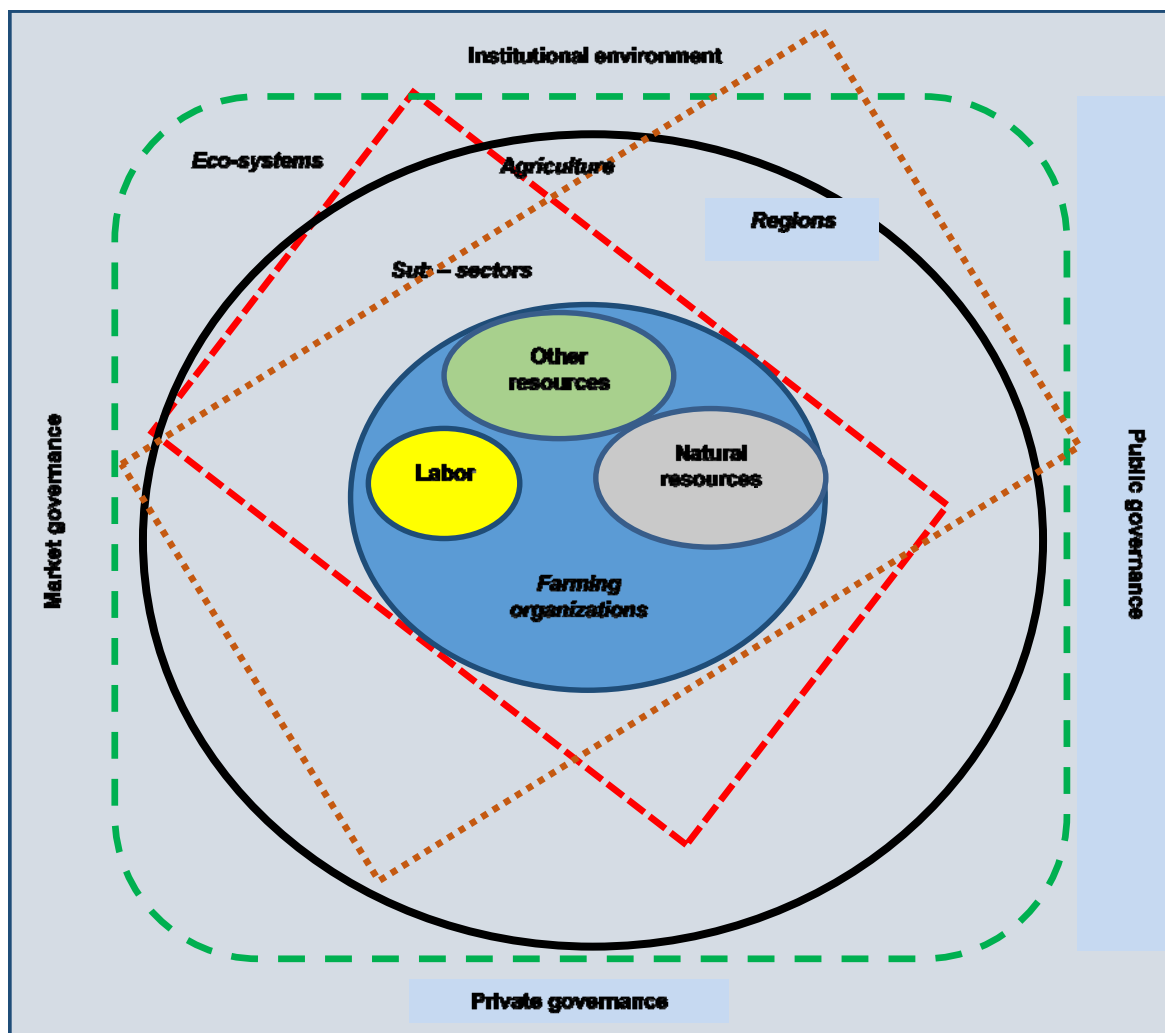 Institutional environment
Eco-systems
Agriculture
Regions
Sub – sectors
Other
resources
Natural
resources
Labor
Farming
organizations
Market governance
Public governance
Private governance